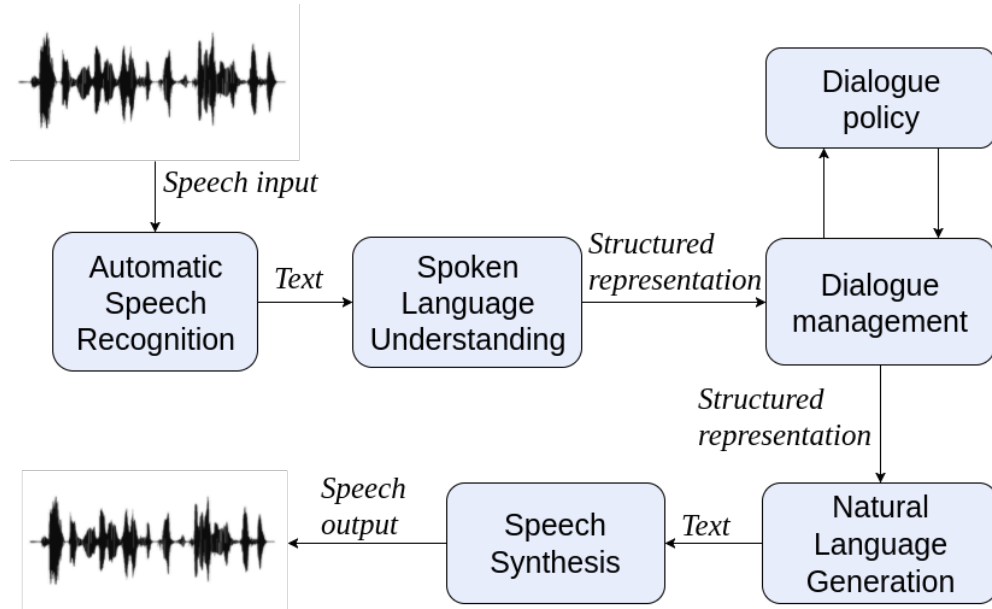 Speech input
Automatic
Speech
Recognition
Text
Spoken
Language
Understanding
Structured
representation
Dialogue
policy
Dialogue
management
Structured
representation
Natural
Language
Generation
Text
Speech
Synthesis
Speech
output